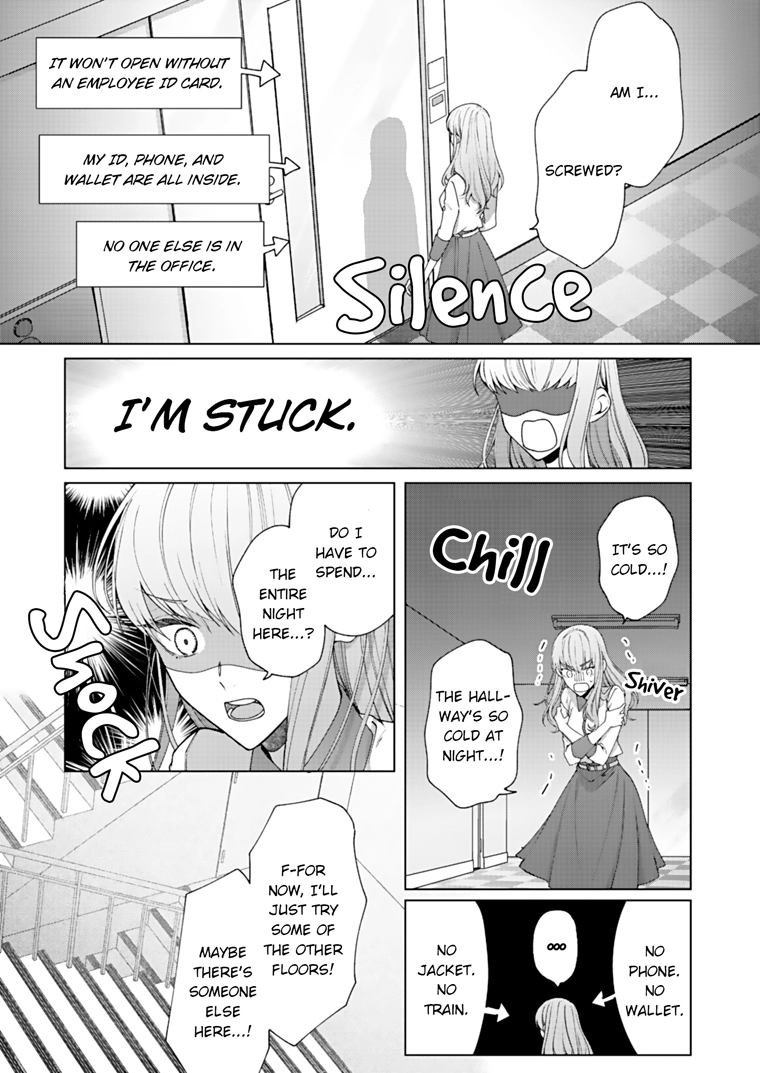 AM I...
SCREWED?
IT WON'T OPEN WITHOUT
AN EMPLOYEE ID CARD.
MY ID, PHONE, AND
WALLET ARE ALL INSIDE.
NO ONE ELSE IS IN
THE OFFICE.
Silence
I'M STUCK.
IT'S SO
COLD...!
Chill
Shiver
THE HALL-
WAY'S SO
COLD AT
NIGHT...!
DO I
HAVE TO
SPEND...
THE
ENTIRE
NIGHT
HERE...?
Shock
NO
PHONE.
NO
WALLET.
ooo
NO
JACKET.
NO
TRAIN.
F-FOR
NOW, I'LL
JUST TRY
SOME OF
THE OTHER
FLOORS!
MAYBE
THERE'S
SOMEONE
ELSE
HERE...!